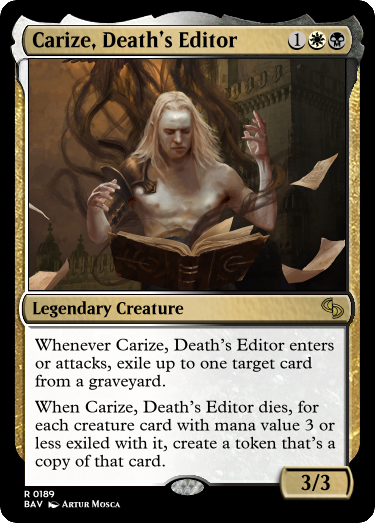 Carize, Death's Editor 1
Legendary Creature
Whenever Carize, Death's Editor enters
or attacks, exile up to one target card
from a graveyard.
When Carize, Death's Editor dies, for
each creature card with mana value 3 or
less exiled with it, create a token that's a
copy of that card.
3/3
R 0189
BAV Artur Mosca